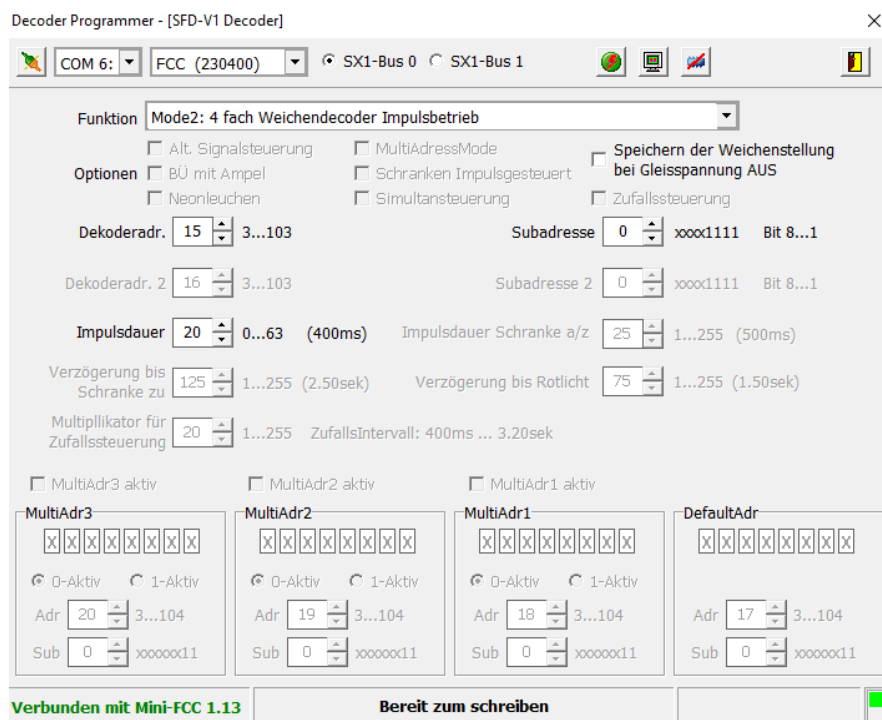 Decoder Programmer - [SFD-V1 Decoder]
COM 6: FCC (230400) SX1-Bus 0 SX1-Bus 1
Funktion Mode2: 4 fach Weichendecoder Impulsbetrieb
Alt. Signalsteuerung MultiAdressMode Speichern der Weichenstellung
Optionen BÜ mit Ampel Schranken Impulsgesteuert bei Gleisspannung AUS
Neonleuchen Simultansteuerung Zufallssteuerung
Dekoderadr. 15 3...103 Subadresse 0 xxxx1111 Bit 8...1
Dekoderadr. 2 16 3...103 Subadresse 2 0 xxxx1111 Bit 8...1
Impulsdauer 20 0...63 (400ms) Impulsdauer Schranke a/z 25 1...255 (500ms)
Verzögerung bis
Schranke zu 125 1...255 (2.50sek) Verzögerung bis Rotlicht 75 1...255 (1.50sek)
Multipllikator für
Zufallssteuerung 20 1...255 ZufallsIntervall: 400ms ... 3.20sek
MultiAdr3 aktiv MultiAdr2 aktiv MultiAdr1 aktiv
MultiAdr3 MultiAdr2 MultiAdr1 DefaultAdr
X X X X X X X X X X X X X X X X X X X X X X X X X X X X X X X X
0-Aktiv 1-Aktiv 0-Aktiv 1-Aktiv 0-Aktiv 1-Aktiv
Adr 20 3...104 Adr 19 3...104 Adr 18 3...104 Adr 17 3...104
Sub 0 xxxxxx11 Sub 0 xxxxxx11 Sub 0 xxxxxx11 Sub 0 xxxxxx11
Verbunden mit Mini-FCC 1.13 Bereit zum schreiben